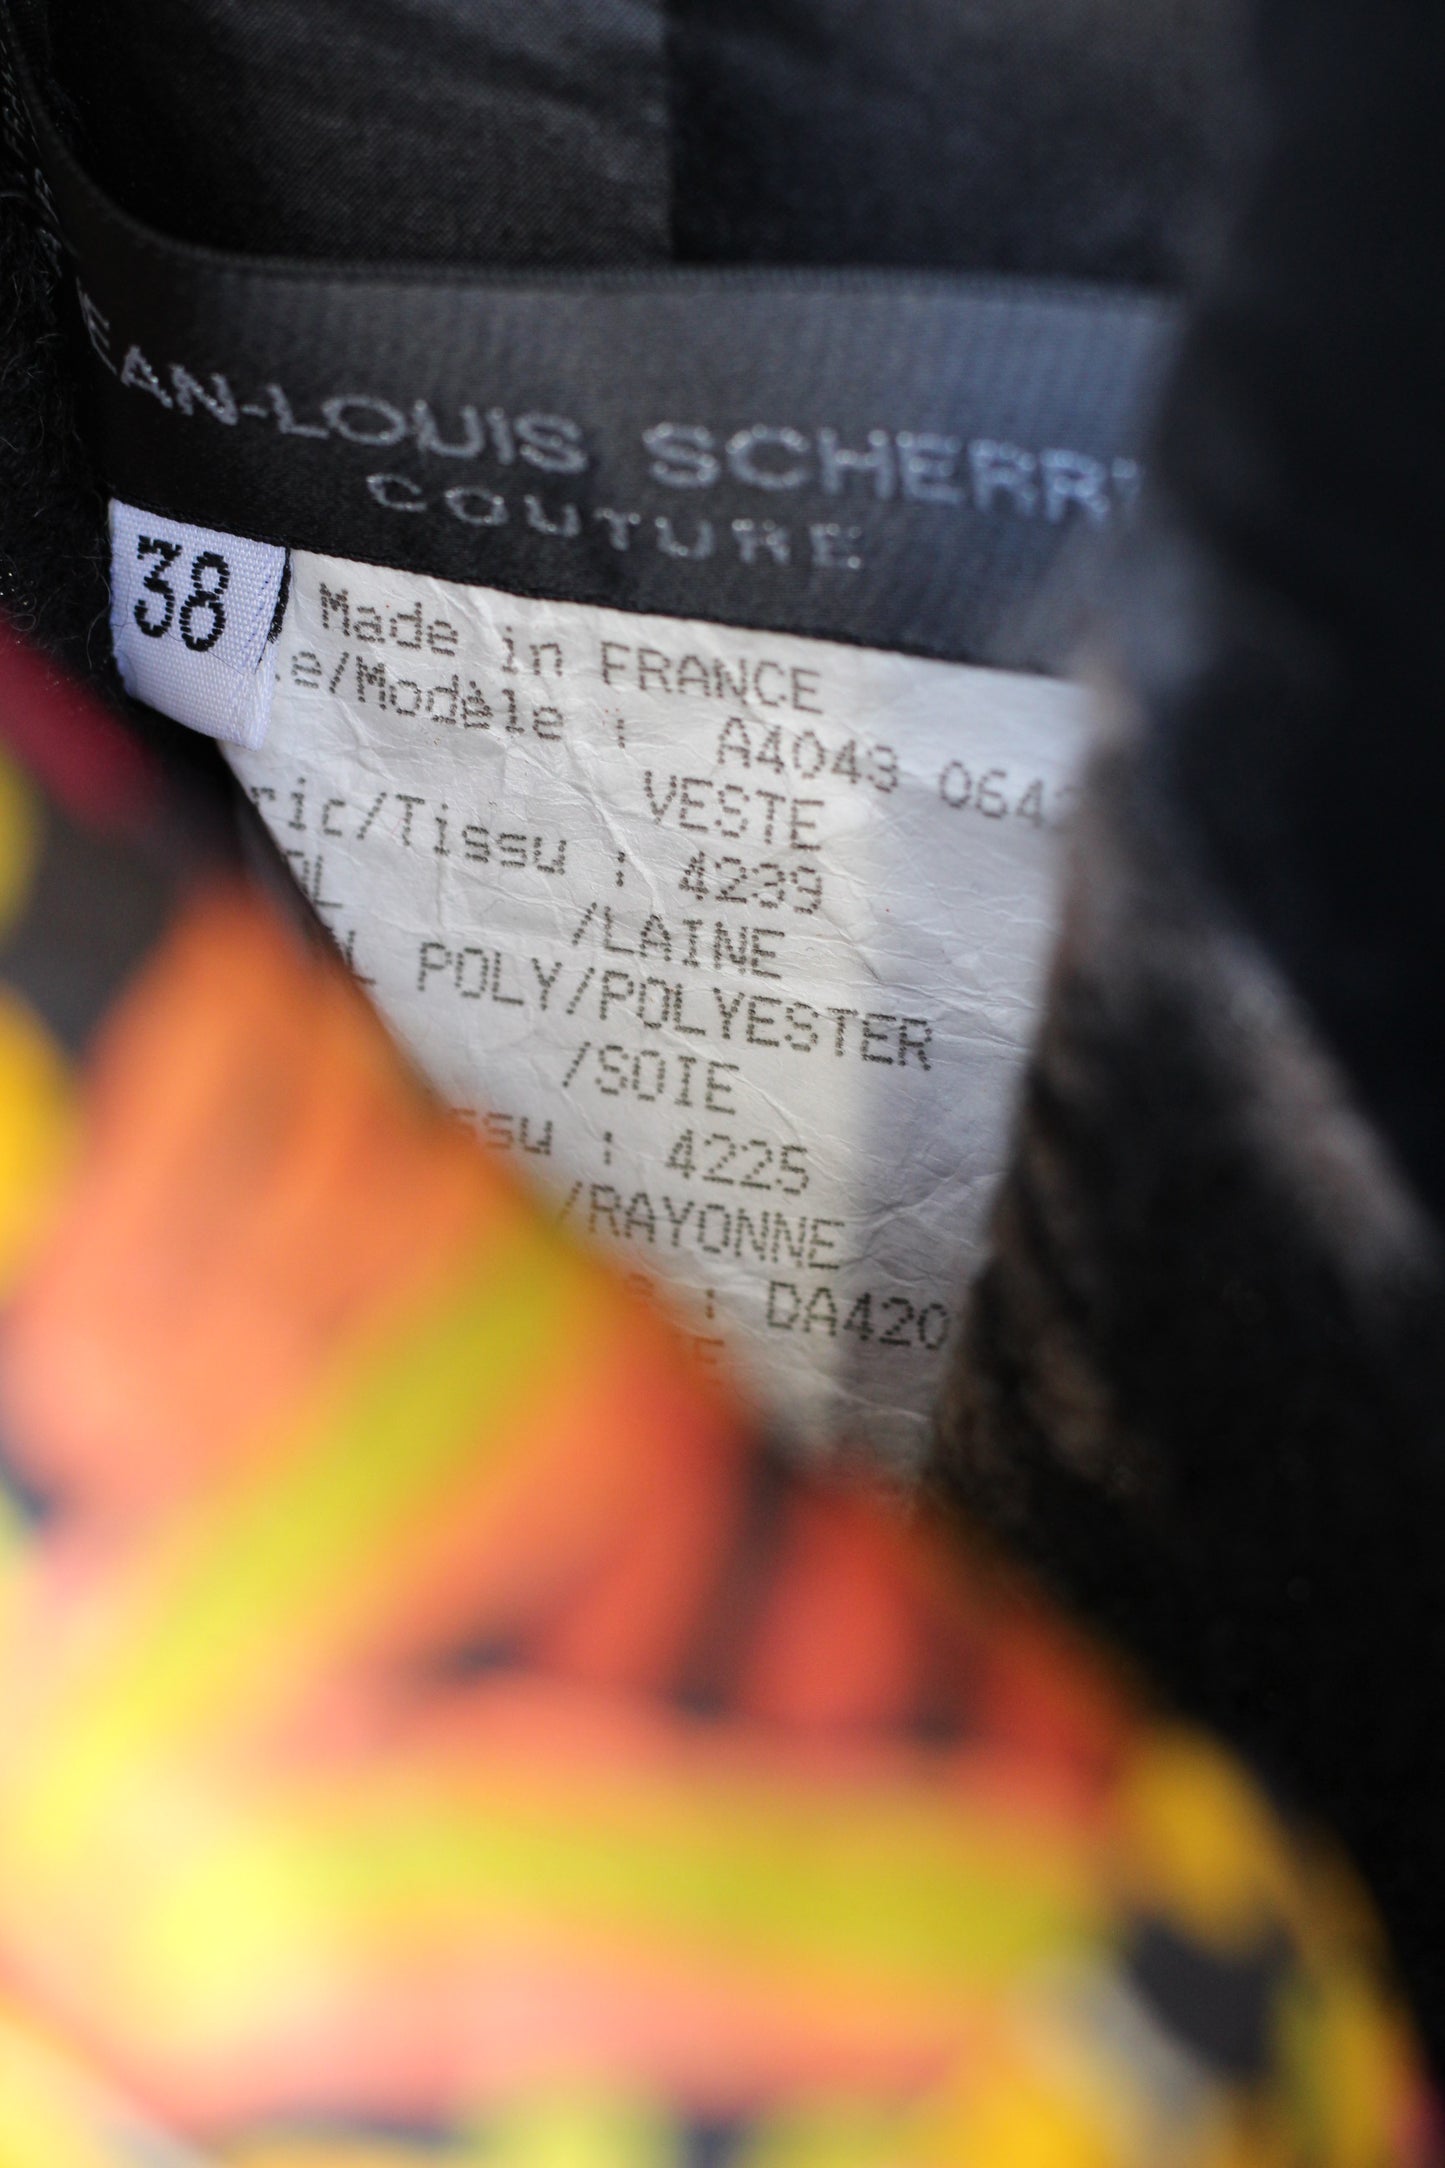 EAN-LOUIS SCHERR
COUTURE
38
Made in FRANCE
e/Modèle : A4043 064
VESTE
ric/Tissu : 4233
/LAINE
POLY//POLYESTER
/SOIE
ssu : 4225
/RAYONNE
: DA420